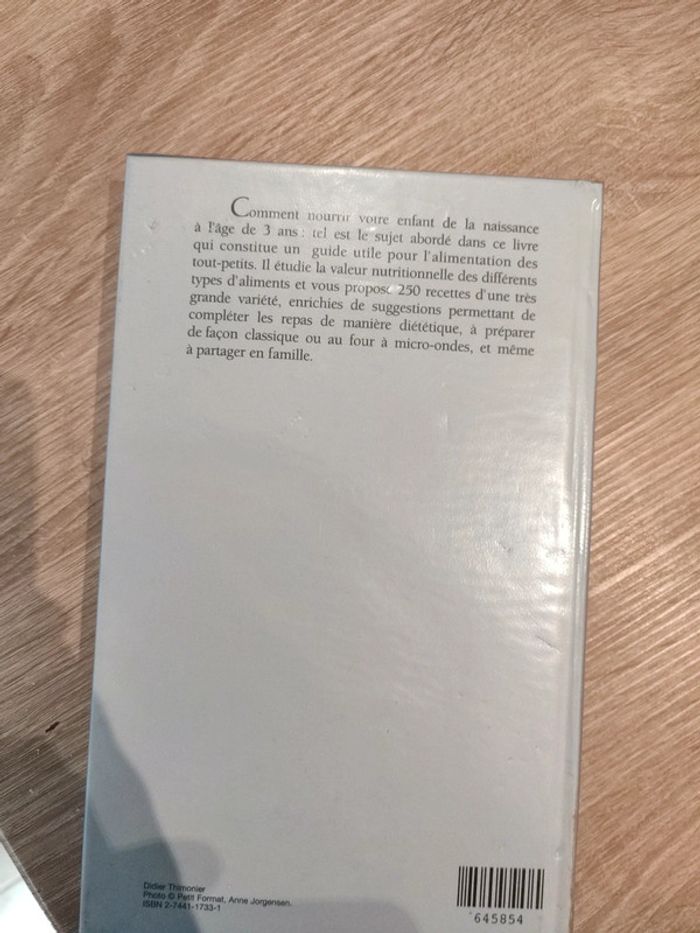 Comment nourrir votre enfant de la naissance
à l'âge de 3 ans : tel est le sujet abordé dans ce livre
qui constitue un guide utile pour l'alimentation des
tout-petits. Il étudie la valeur nutritionnelle des différents
types d'aliments et vous propose 250 recettes d'une très
grande variété, enrichies de suggestions permettant de
compléter les repas de manière diététique, à préparer
de façon classique ou au four à micro-ondes, et même
à partager en famille.
Didier Thimonier
Photo © Petit Format, Anne Jorgensen.
ISBN 2-7441-1733-1
645854